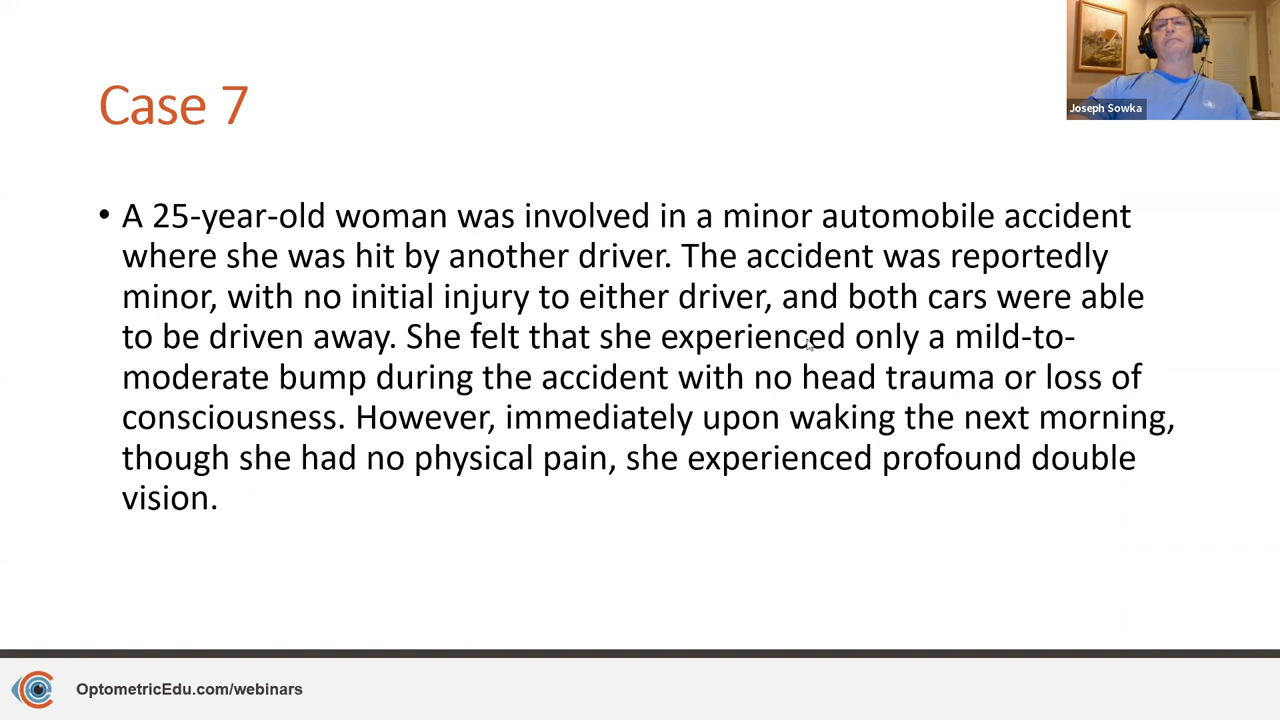 Joseph Sowka
Case 7
• A 25-year-old woman was involved in a minor automobile accident
where she was hit by another driver. The accident was reportedly
minor, with no initial injury to either driver, and both cars were able
to be driven away. She felt that she experienced only a mild-to-
moderate bump during the accident with no head trauma or loss of
consciousness. However, immediately upon waking the next morning,
though she had no physical pain, she experienced profound double
vision.
OptometricEdu.com/webinars